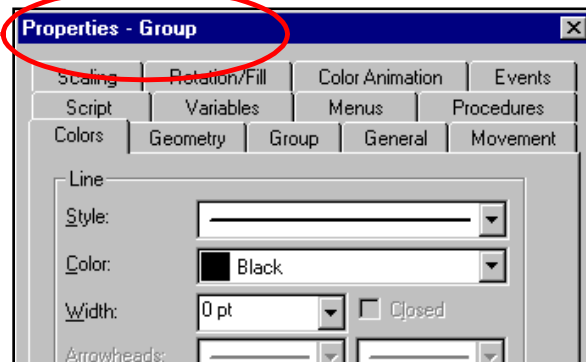 Properties - Group
Scaling Rotation/Fill Color Animation Events
Script Variables Menus Procedures
Colors Geometry Group General Movement
Line
Style:
Color: Black
Width: 0 pt Closed
Arrowheads: